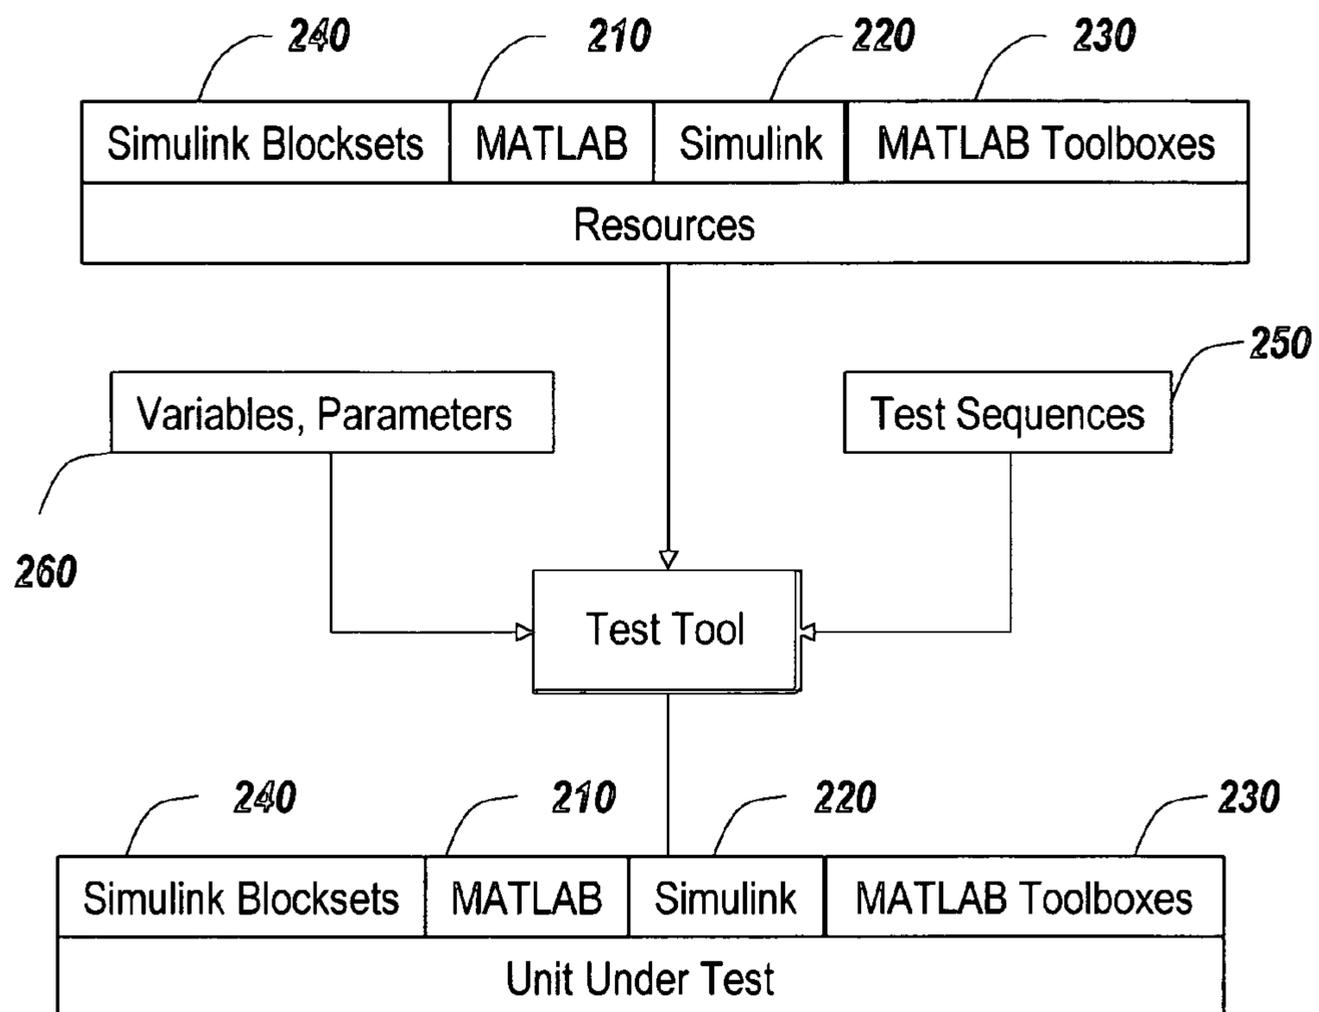 240 210 220 230
Simulink Blocksets MATLAB Simulink MATLAB Toolboxes
Resources
250
Variables, Parameters Test Sequences
260
Test Tool
240 210 220 230
Simulink Blocksets MATLAB Simulink MATLAB Toolboxes
Unit Under Test